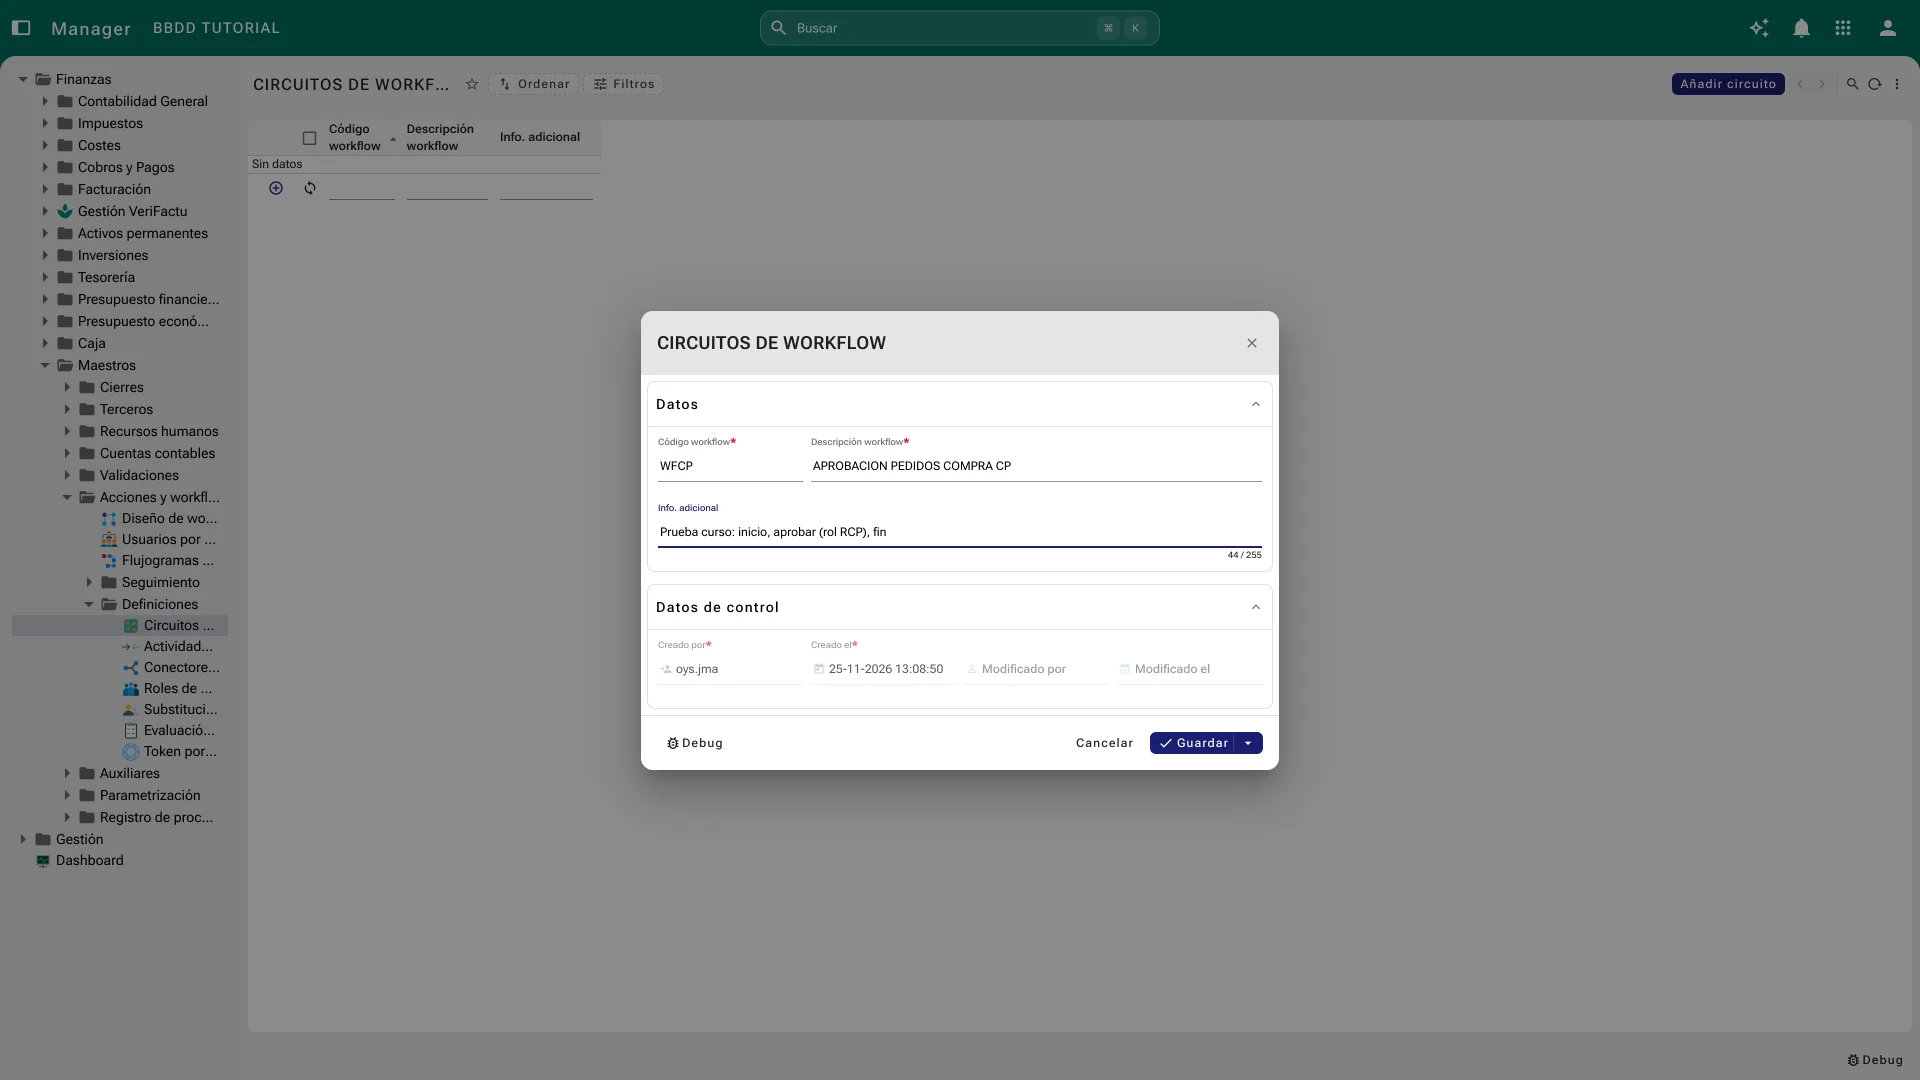 Manager
BBDD TUTORIAL
Buscar
⌘ K
Finanzas
Contabilidad General
Impuestos
Costes
Cobros y Pagos
Facturación
Gestión VeriFactu
Activos permanentes
Inversiones
Tesorería
Presupuesto financie...
Presupuesto econó...
Caja
Maestros
Cierres
Terceros
Recursos humanos
Cuentas contables
Validaciones
Acciones y workfl...
Diseño de wo...
Usuarios por ...
Flujogramas ...
Seguimiento
Definiciones
Circuitos ...
Actividad...
Conectore...
Roles de ...
Substituci...
Evaluació...
Token por...
Auxiliares
Parametrización
Registro de proc...
Gestión
Dashboard
CIRCUITOS DE WORKF...
Ordenar
Filtros
Añadir circuito
Código workflow
Descripción workflow
Info. adicional
Sin datos
CIRCUITOS DE WORKFLOW
Datos
Código workflow*
Descripción workflow*
WFCP
APROBACION PEDIDOS COMPRA CP
Info. adicional
Prueba curso: inicio, aprobar (rol RCP), fin
44 / 255
Datos de control
Creado por*
Creado el*
oys.jma
25-11-2026 13:08:50
Modificado por
Modificado el
Debug
Cancelar
Guardar
Debug